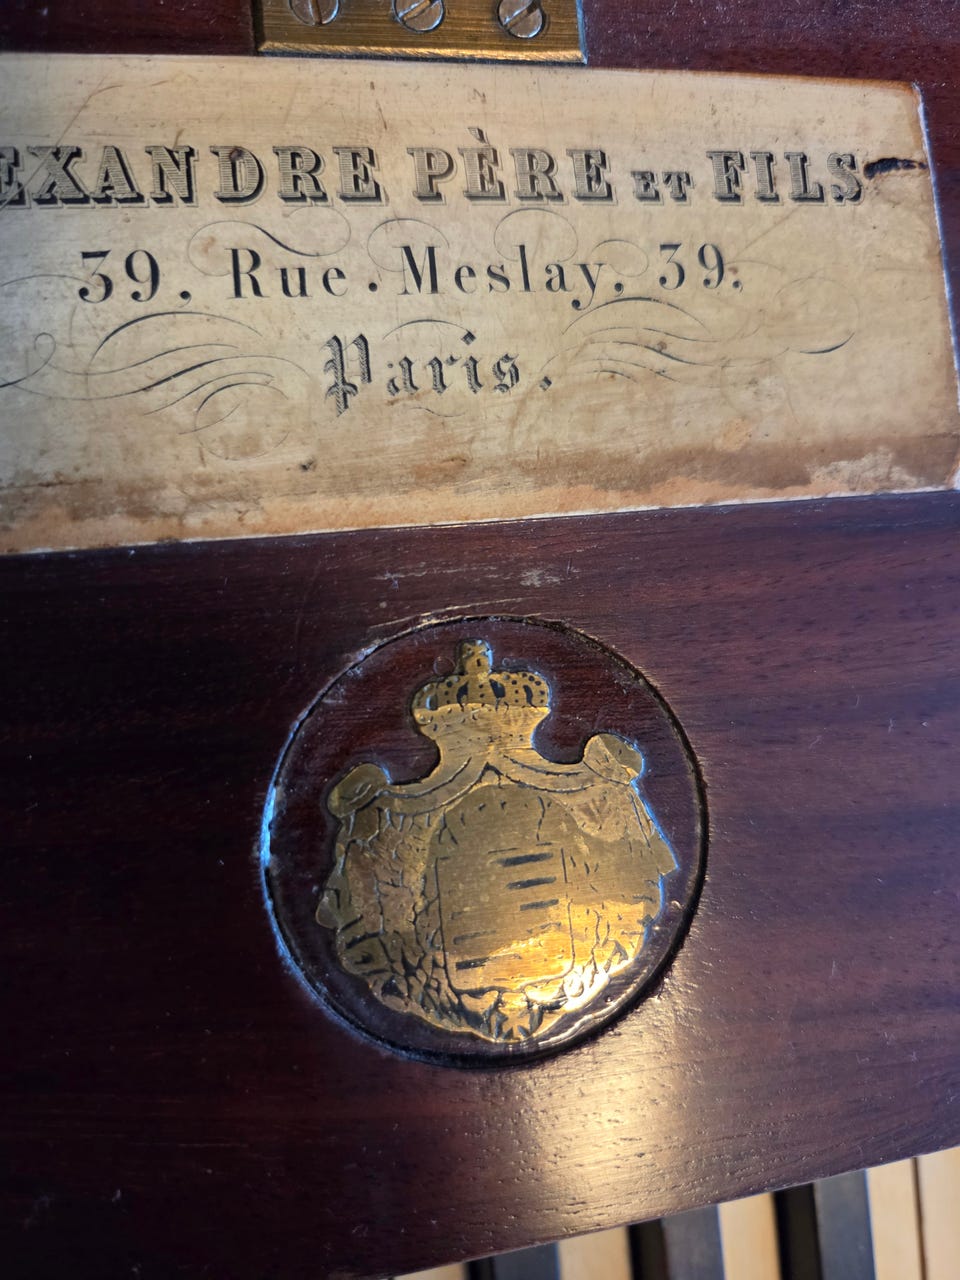 EXANDRE PÈRE ET FILS
39, Rue . Meslay, 39.
Paris.